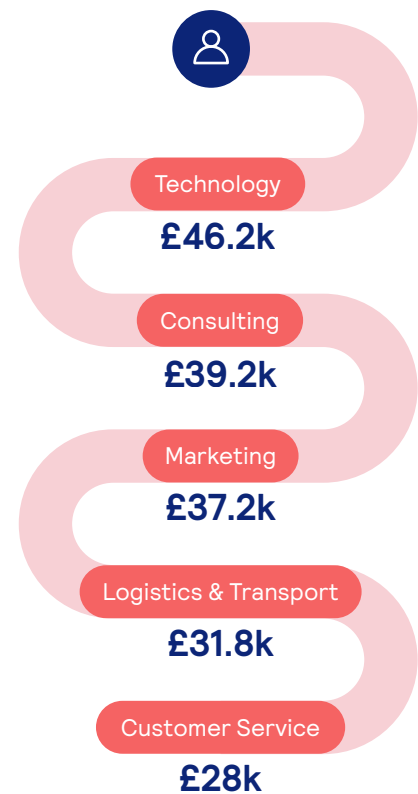 Technology
£46.2k
Consulting
£39.2k
Marketing
£37.2k
Logistics & Transport
£31.8k
Customer Service
£28k